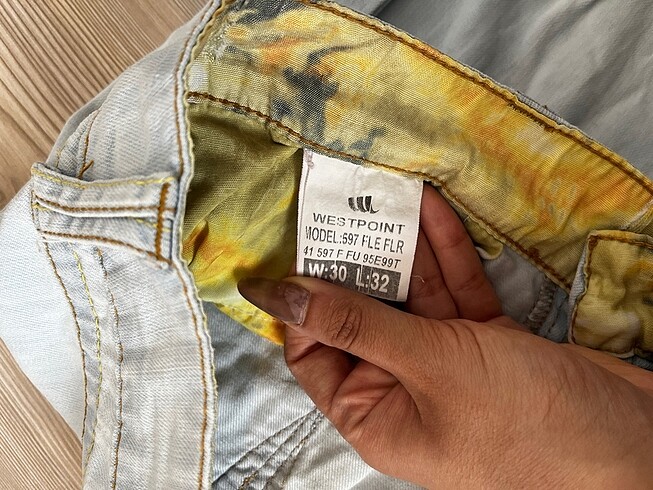 WESTPOINT
MODEL:597 FLE FLR
41 597 F FU 95E99T
W:30 L:32